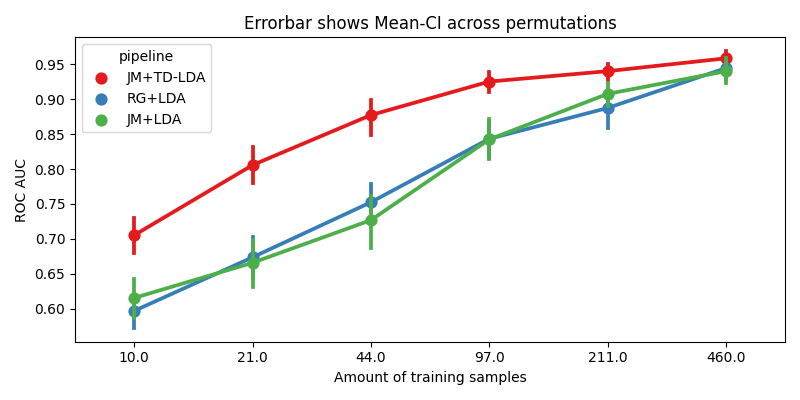 Errorbar shows Mean-CI across permutations
pipeline
JM+TD-LDA
RG+LDA
JM+LDA
ROC AUC
0.95
0.90
0.85
0.80
0.75
0.70
0.65
0.60
10.0 21.0 44.0 97.0 211.0 460.0
Amount of training samples